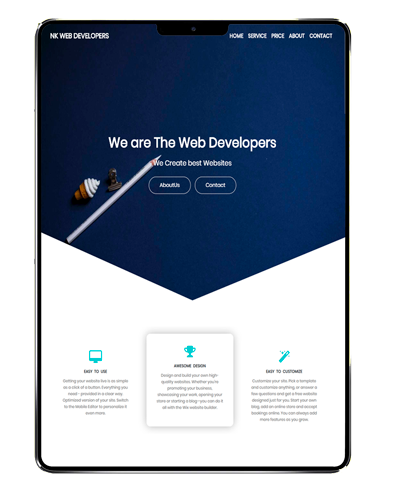 NK WEB DEVELOPERS
HOME SERVICE PRICE ABOUT CONTACT
We are The Web Developers
We Create best Websites
AboutUs Contact
EASY TO USE
Getting your website live is as simple
as a click of a button. Everything you
need - provided in a clear way.
Optimized version of your site. Switch
to the Mobile Editor to personalize it
even more.
AWESOME DESIGN
Design and build your own high-
quality websites. Whether you're
promoting your business,
showcasing your work, opening your
store or starting a blog—you can do it
all with the Wix website builder.
EASY TO CUSTOMIZE
Customize your site. Pick a template
and customize anything, or answer a
few questions and get a free website
designed just for you. Start your own
blog, add an online store and accept
bookings online. You can always add
more features as you grow.